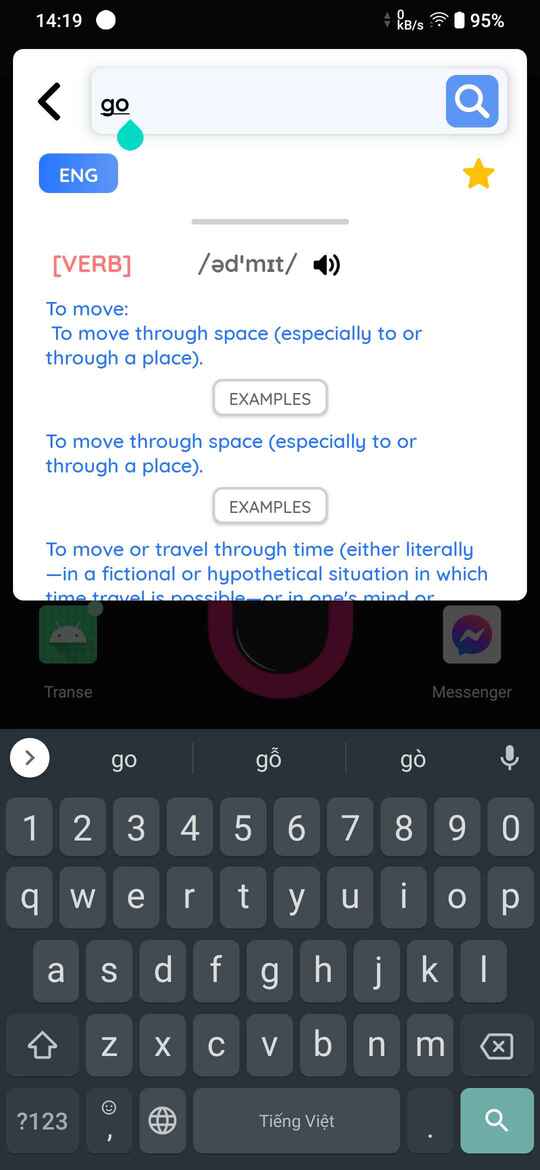 14:19
0
kB/s
95%
go
ENG
[VERB]
/ədˈmɪt/
To move:
To move through space (especially to or
through a place).
EXAMPLES
To move through space (especially to or
through a place).
EXAMPLES
To move or travel through time (either literally
—in a fictional or hypothetical situation in which
time travel is possible—or in one's mind or
Transe
Messenger
go
gỗ
gò
1 2 3 4 5 6 7 8 9 0
q w e r t y u i o p
a s d f g h j k l
z x c v b n m
?123
,
Tiếng Việt
.